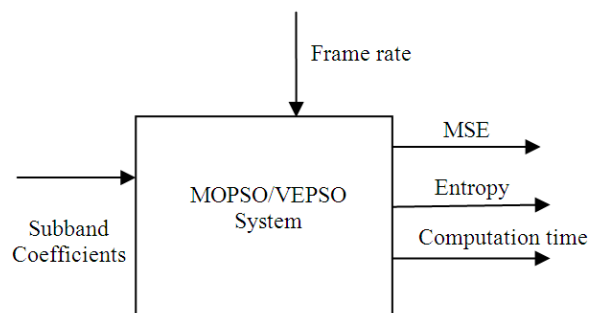 Frame rate
MSE
MOPSO/VEPSO
System
Entropy
Subband
Coefficients
Computation time